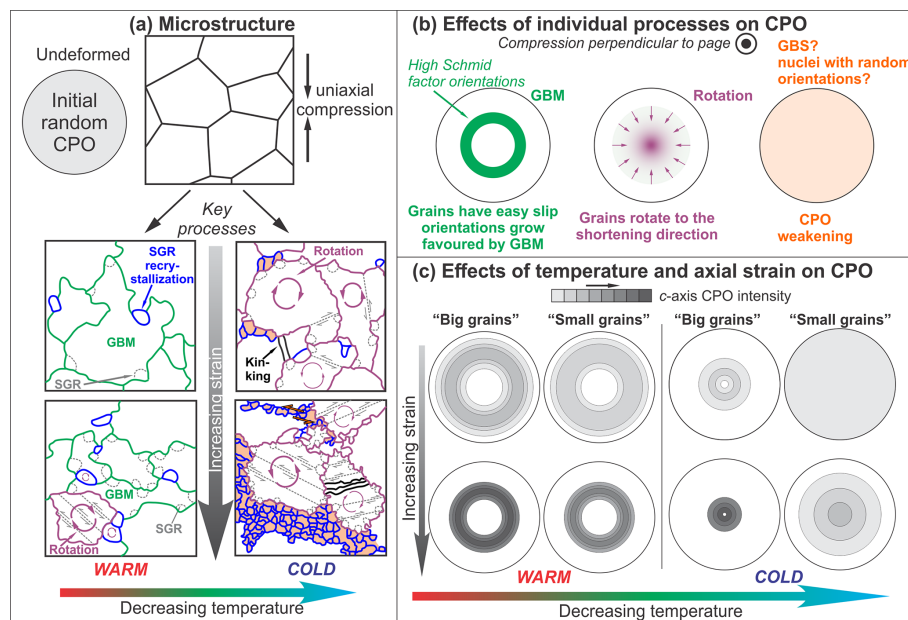 (a) Microstructure
Undeformed
Initial
random
CPO
uniaxial
compression
Key
processes
SGR
recry-
stallization
GBM
SGR
Rotation
Kin-
king
GBM
SGR
Rotation
Increasing strain
WARM
COLD
Decreasing temperature
(b) Effects of individual processes on CPO
Compression perpendicular to page
High Schmid
factor orientations
GBM
Rotation
GBS?
nuclei with random
orientations?
Grains have easy slip
orientations grow
favoured by GBM
Grains rotate to the
shortening direction
CPO
weakening
(c) Effects of temperature and axial strain on CPO
c-axis CPO intensity
“Big grains”
“Small grains”
“Big grains”
“Small grains”
Increasing strain
WARM
COLD
Decreasing temperature